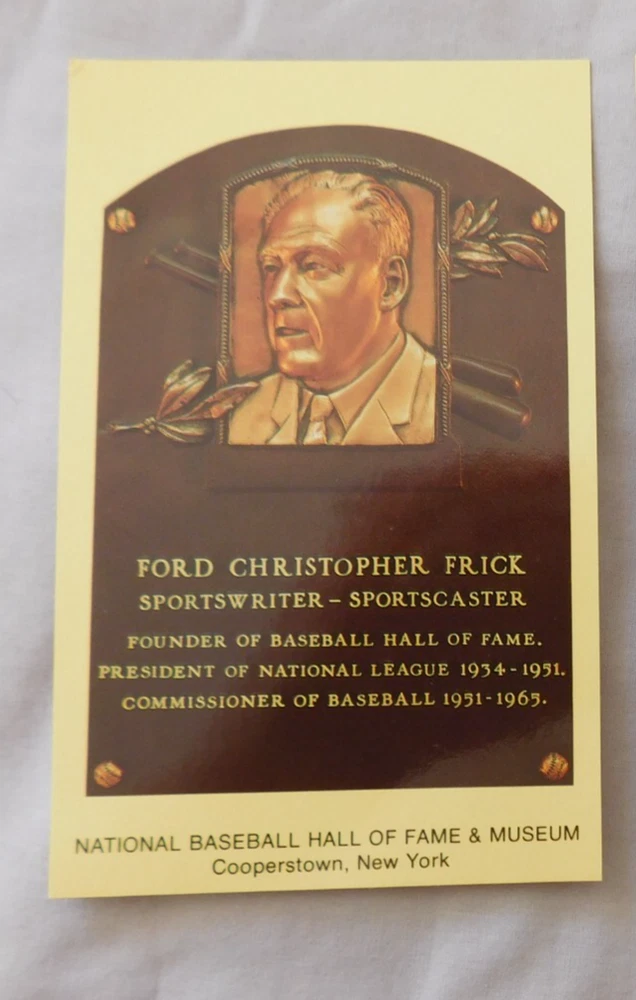 FORD CHRISTOPHER FRICK
SPORTSWRITER – SPORTSCASTER
FOUNDER OF BASEBALL HALL OF FAME.
PRESIDENT OF NATIONAL LEAGUE 1934-1951.
COMMISSIONER OF BASEBALL 1951-1965.
NATIONAL BASEBALL HALL OF FAME & MUSEUM
Cooperstown, New York